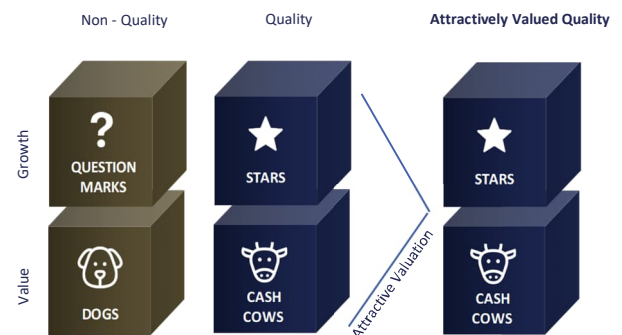 Non - Quality
Quality
Attractively Valued Quality
Growth
?
QUESTION
MARKS
STARS
STARS
Value
DOGS
CASH
COWS
Attractive Valuation
CASH
COWS